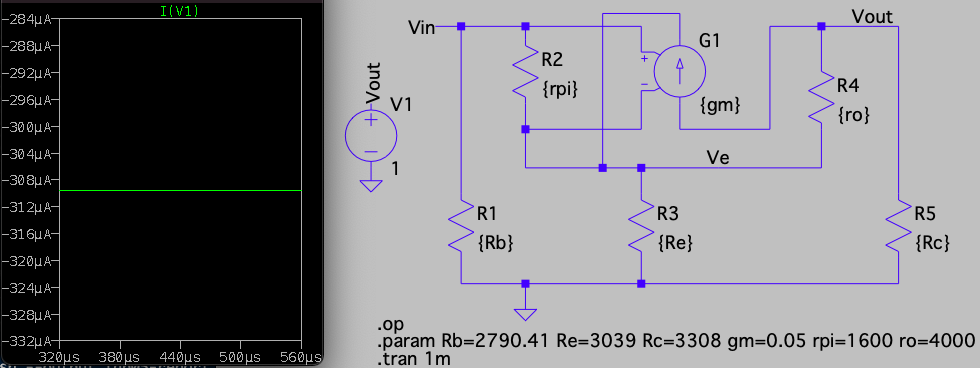 I(V1)
-284µA
-288µA
-292µA
-296µA
-300µA
-304µA
-308µA
-312µA
-316µA
-320µA
-324µA
-328µA
-332µA
320µs 380µs 440µs 500µs 560µs
Vout
V1
+
1
Vin
R2
{rpi}
+
G1
{gm}
Vout
R4
{ro}
Ve
R1
{Rb}
R3
{Re}
R5
{Rc}
.op
.param Rb=2790.41 Re=3039 Rc=3308 gm=0.05 rpi=1600 ro=4000
.tran 1m